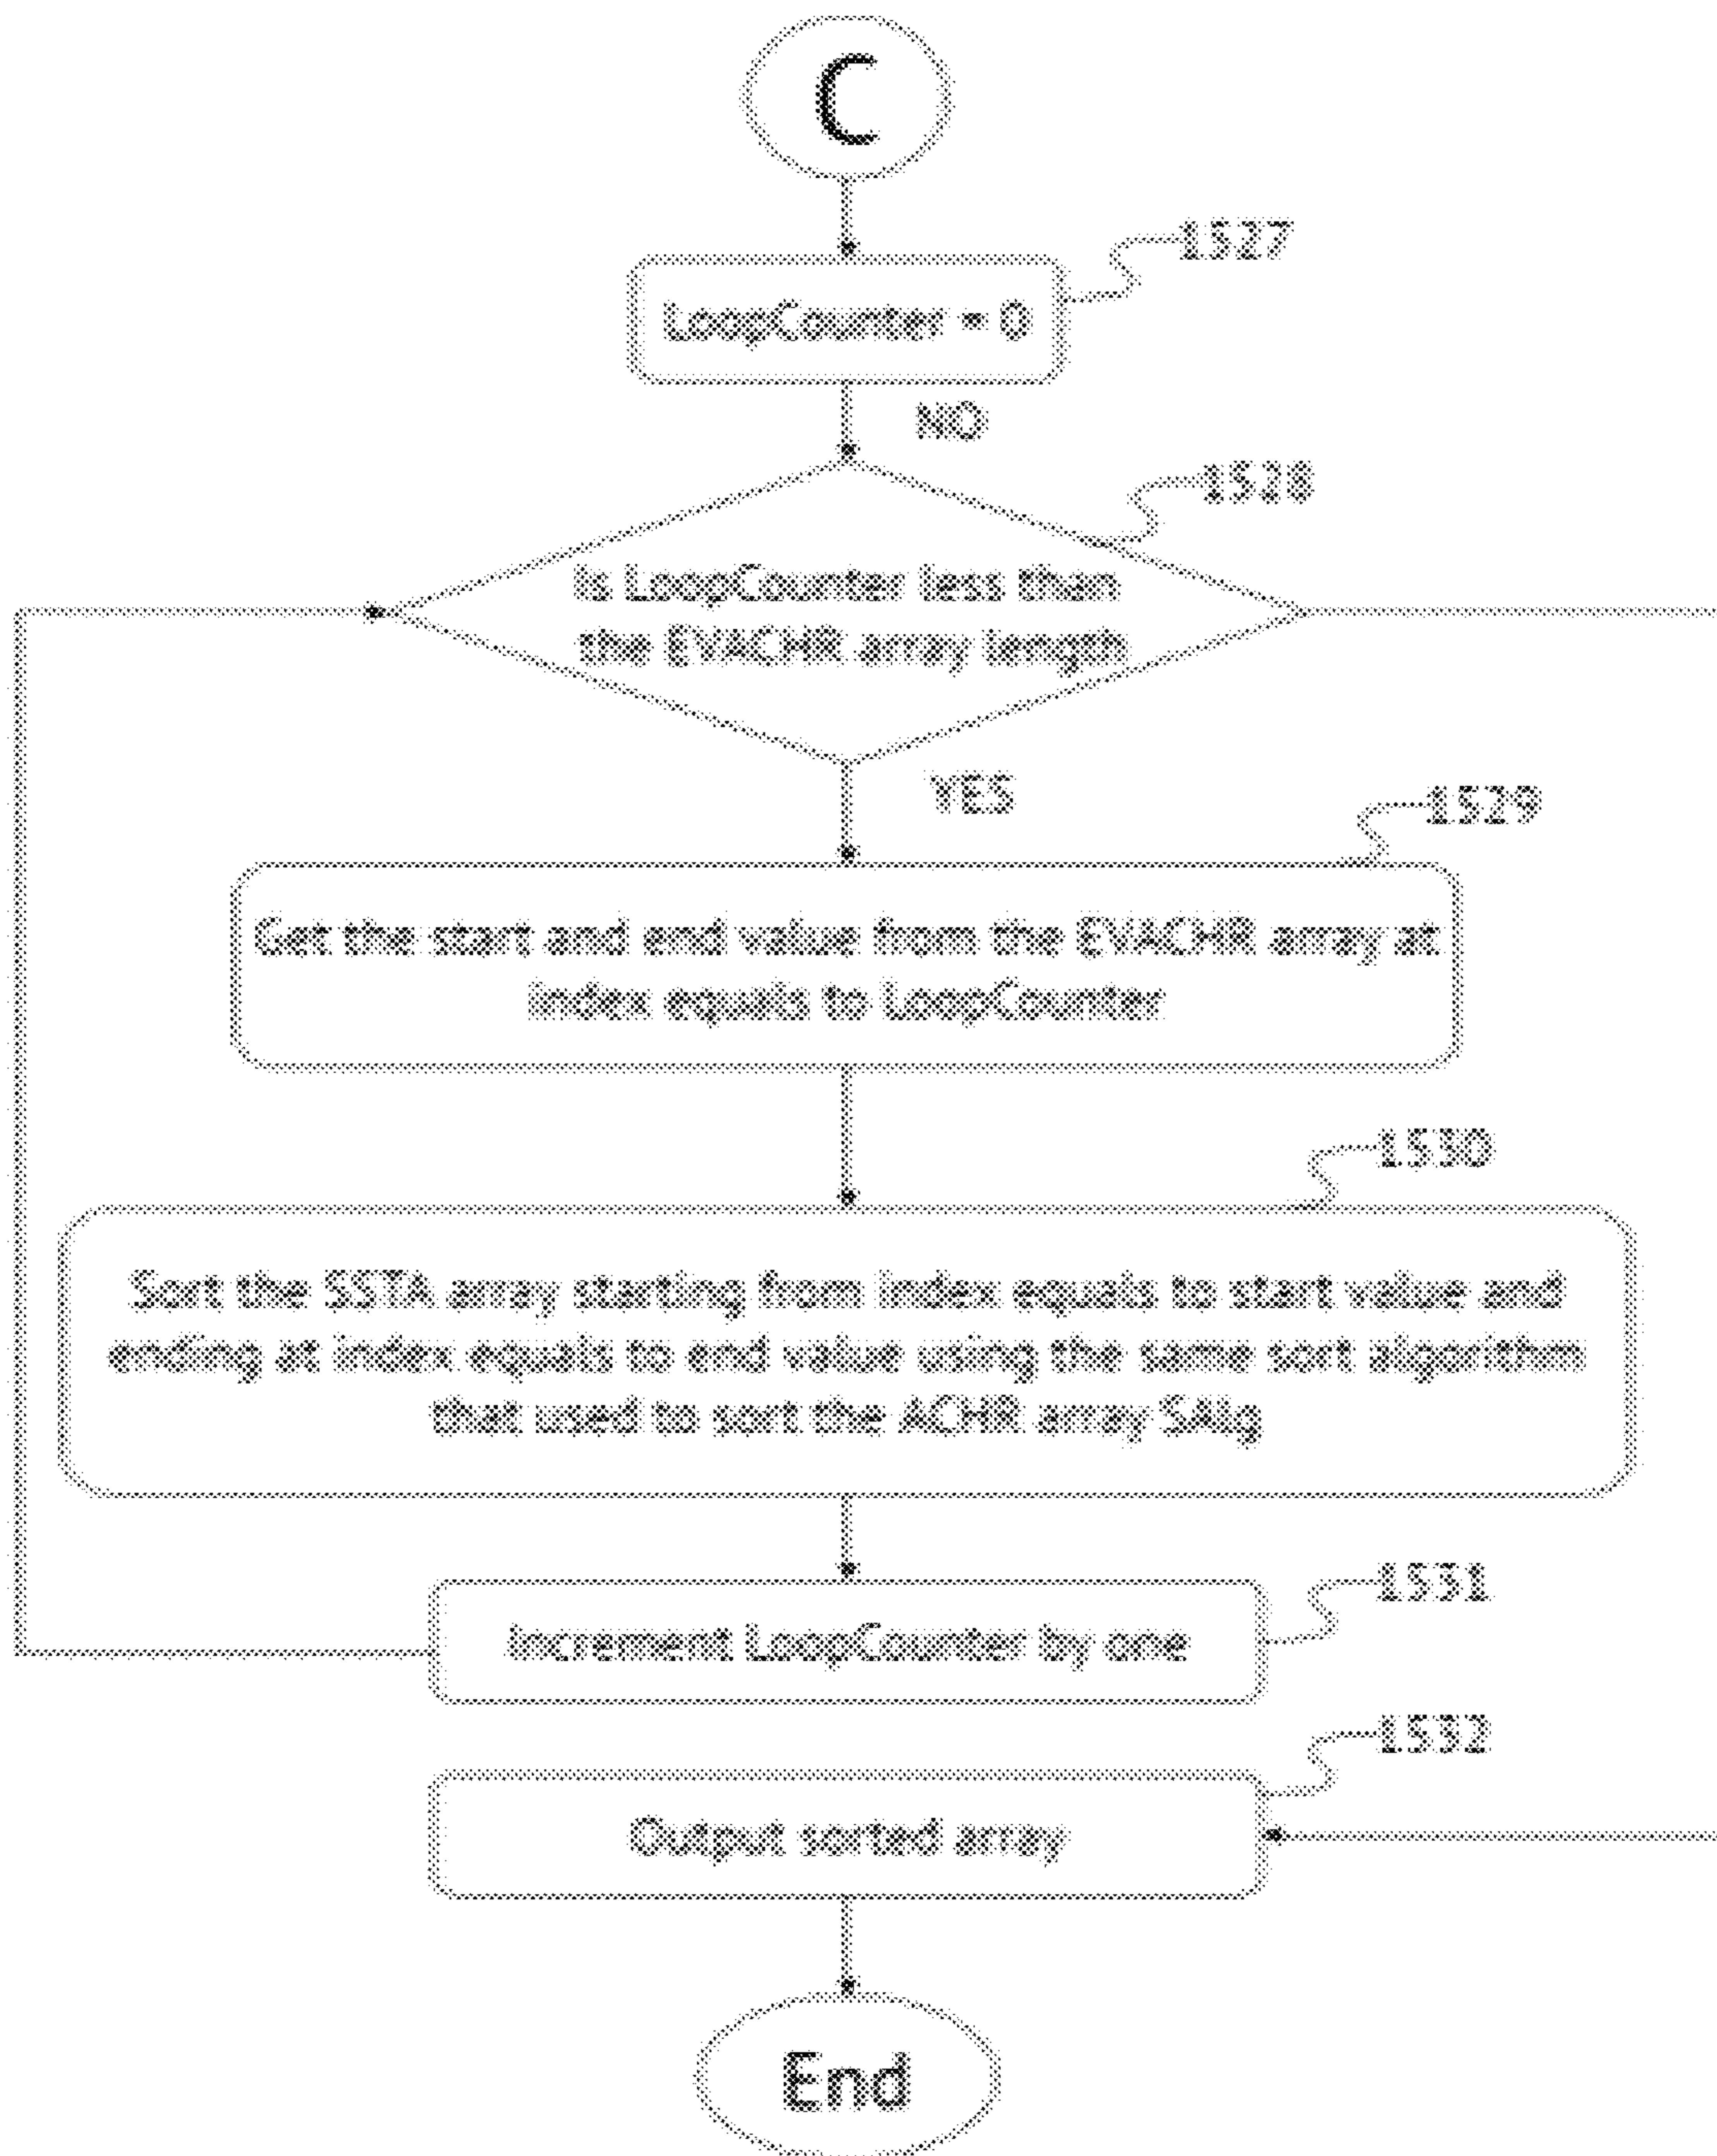 C
1527
LoopCounter = 0
NO
1528
Is LoopCounter less than
the EVACHR array length
YES
1529
Get the start and end value from the EVACHR array at
index equals to LoopCounter
1530
Sort the SSTA array starting from index equals to start value and
ending at index equals to end value using the same sort algorithm
that used to sort the ACHR array SAlg
1531
Increment LoopCounter by one
1532
Output sorted array
End